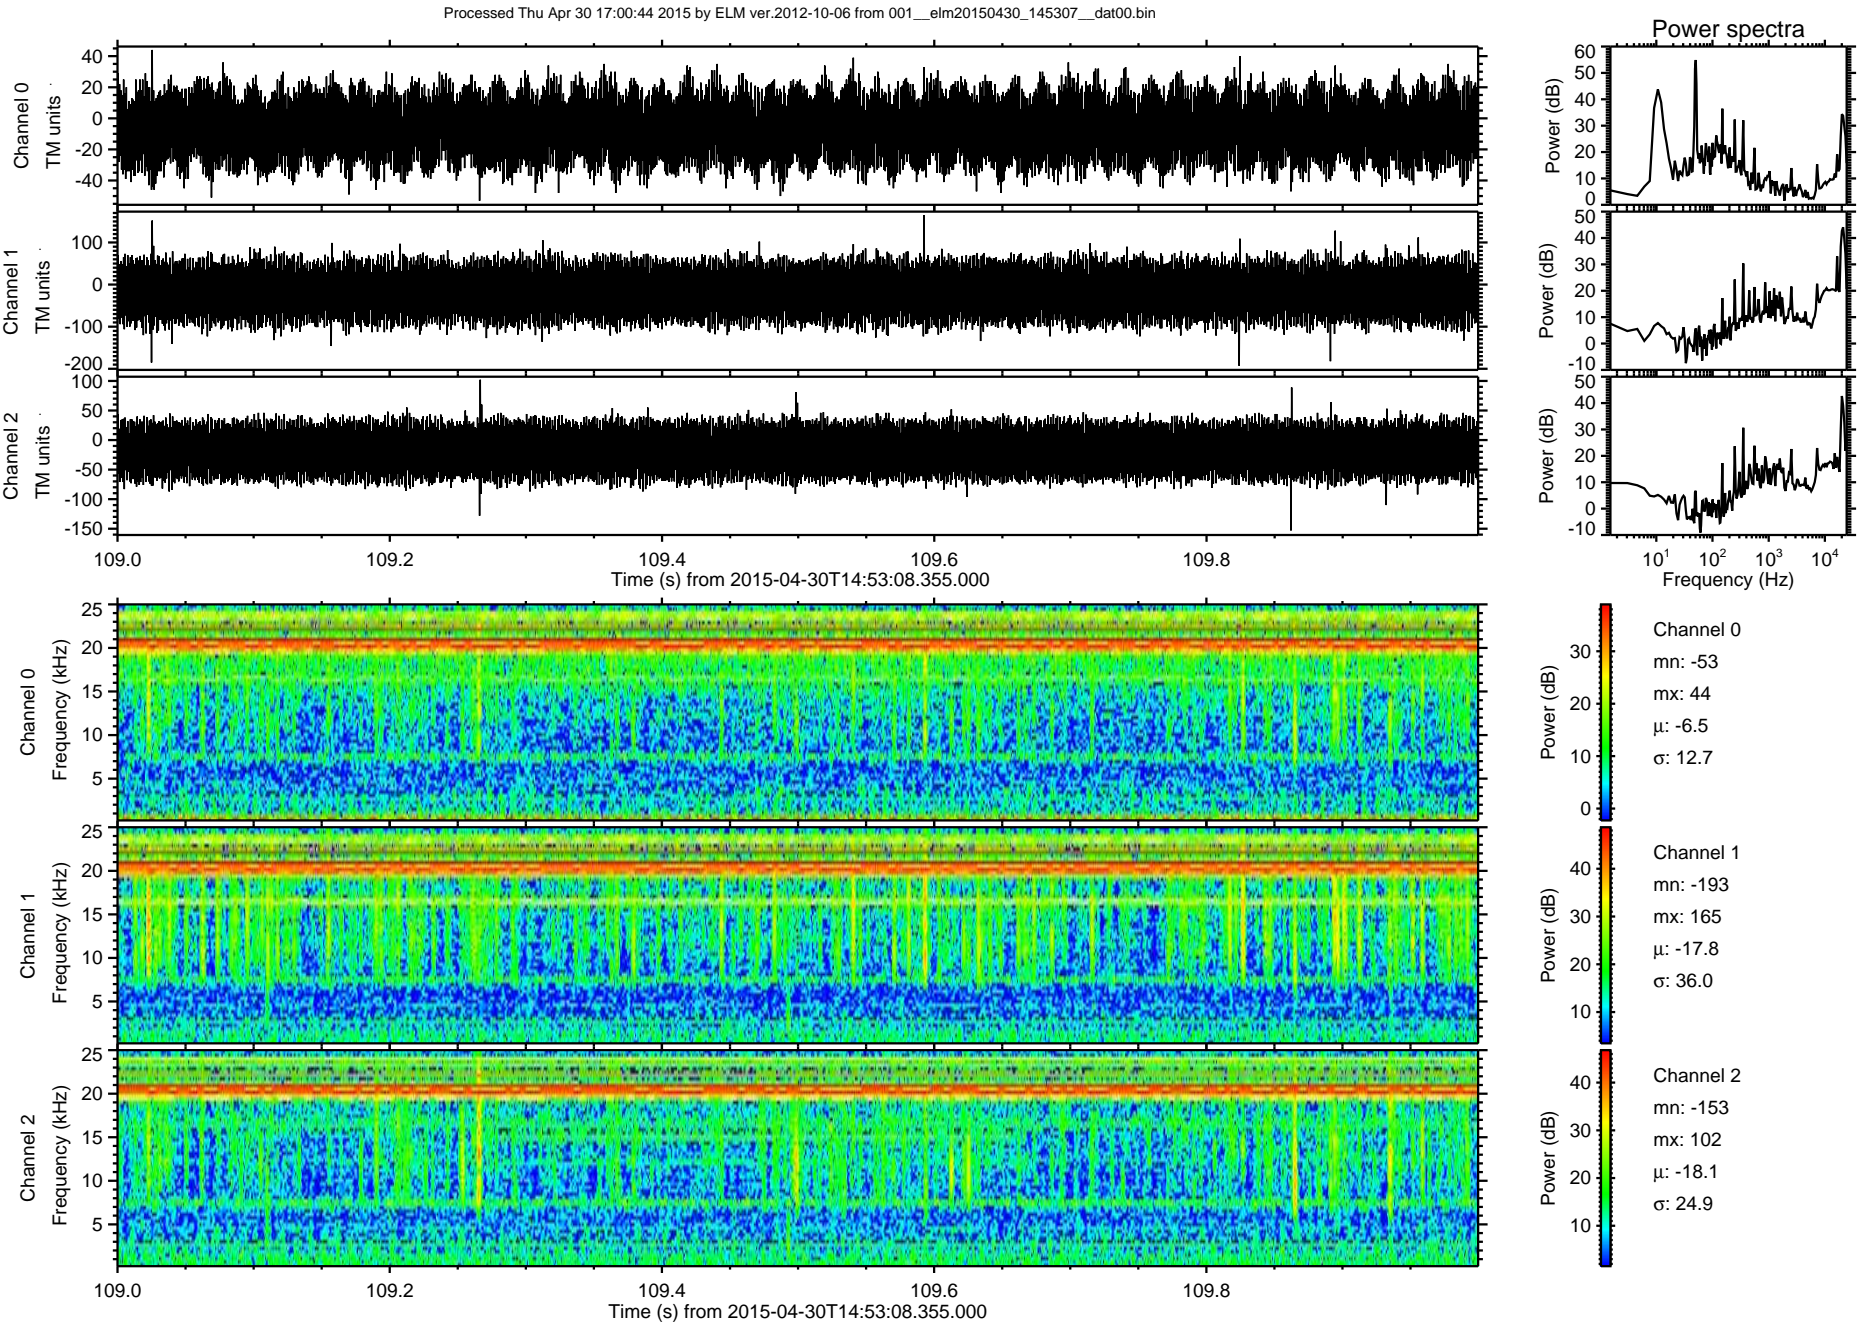 Processed Thu Apr 30 17:00:44 2015 by ELM ver.2012-10-06 from 001__elm20150430_145307__dat00.bin
Power spectra
Channel 0
TM units
40
20
0
-20
-40
Power (dB)
60
50
40
30
20
10
0
Channel 1
TM units
100
0
-100
-200
Power (dB)
50
40
30
20
10
0
-10
Channel 2
TM units
100
50
0
-50
-100
-150
Power (dB)
50
40
30
20
10
0
-10
109.0 109.2 109.4 109.6 109.8
Time (s) from 2015-04-30T14:53:08.355.000
10¹ 10² 10³ 10⁴
Frequency (Hz)
Channel 0
Frequency (kHz)
25
20
15
10
5
Power (dB)
30
20
10
0
Channel 0
mn: -53
mx: 44
μ: -6.5
σ: 12.7
Channel 1
Frequency (kHz)
25
20
15
10
5
Power (dB)
40
30
20
10
Channel 1
mn: -193
mx: 165
μ: -17.8
σ: 36.0
Channel 2
Frequency (kHz)
25
20
15
10
5
Power (dB)
40
30
20
10
Channel 2
mn: -153
mx: 102
μ: -18.1
σ: 24.9
109.0 109.2 109.4 109.6 109.8
Time (s) from 2015-04-30T14:53:08.355.000